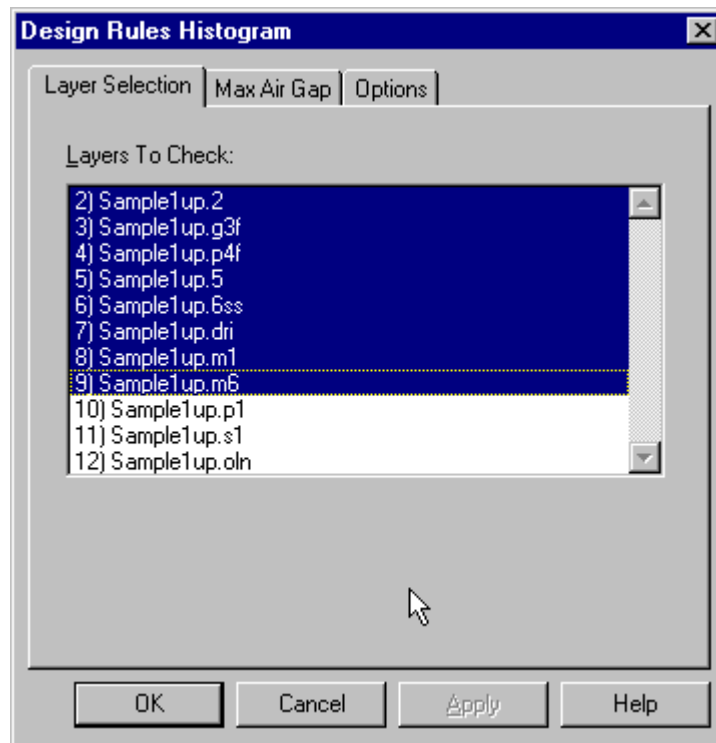 Design Rules Histogram
Layer Selection Max Air Gap Options
Layers To Check:
2) Sample1up.2
3) Sample1up.g3f
4) Sample1up.p4f
5) Sample1up.5
6) Sample1up.6ss
7) Sample1up.dri
8) Sample1up.m1
9) Sample1up.m6
10) Sample1up.p1
11) Sample1up.s1
12) Sample1up.oln
OK Cancel Apply Help